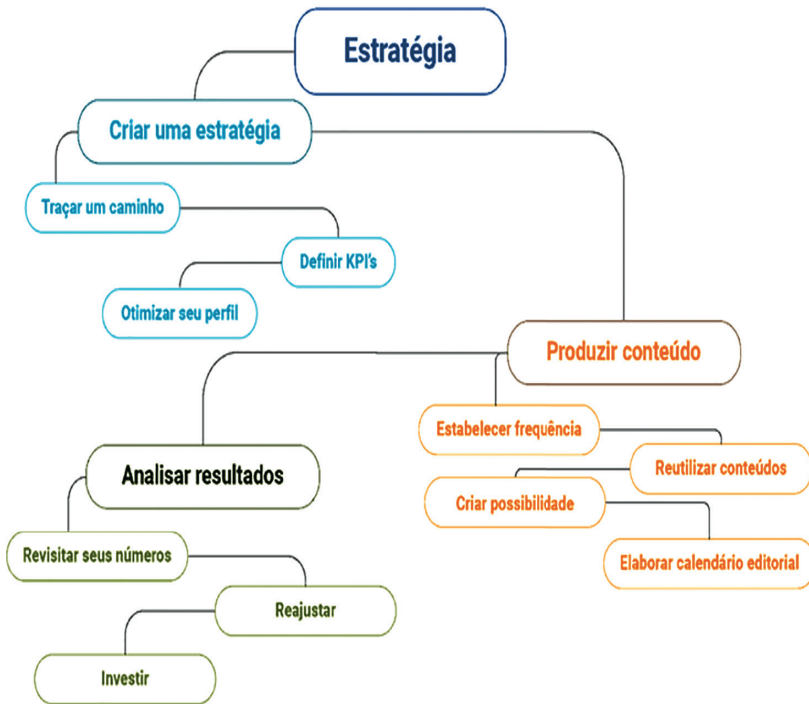 Estratégia
Criar uma estratégia
Traçar um caminho
Definir KPI's
Otimizar seu perfil
Produzir conteúdo
Estabelecer frequência
Reutilizar conteúdos
Criar possibilidade
Elaborar calendário editorial
Analisar resultados
Revisitar seus números
Reajustar
Investir